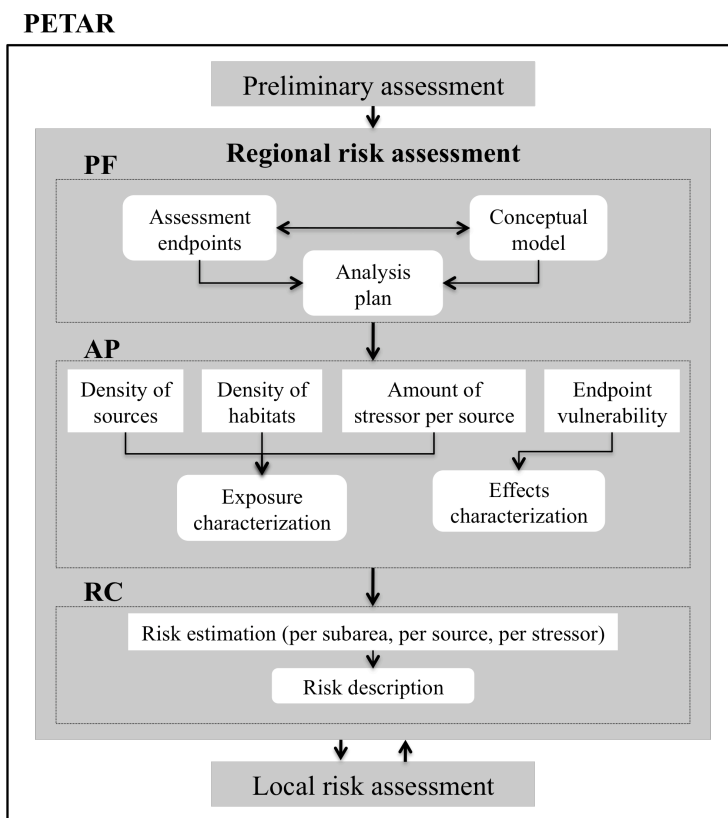 PETAR
Preliminary assessment
Regional risk assessment
PF
Assessment
endpoints
Conceptual
model
Analysis
plan
AP
Density of
sources
Density of
habitats
Amount of
stressor per source
Endpoint
vulnerability
Exposure
characterization
Effects
characterization
RC
Risk estimation (per subarea, per source, per stressor)
Risk description
Local risk assessment